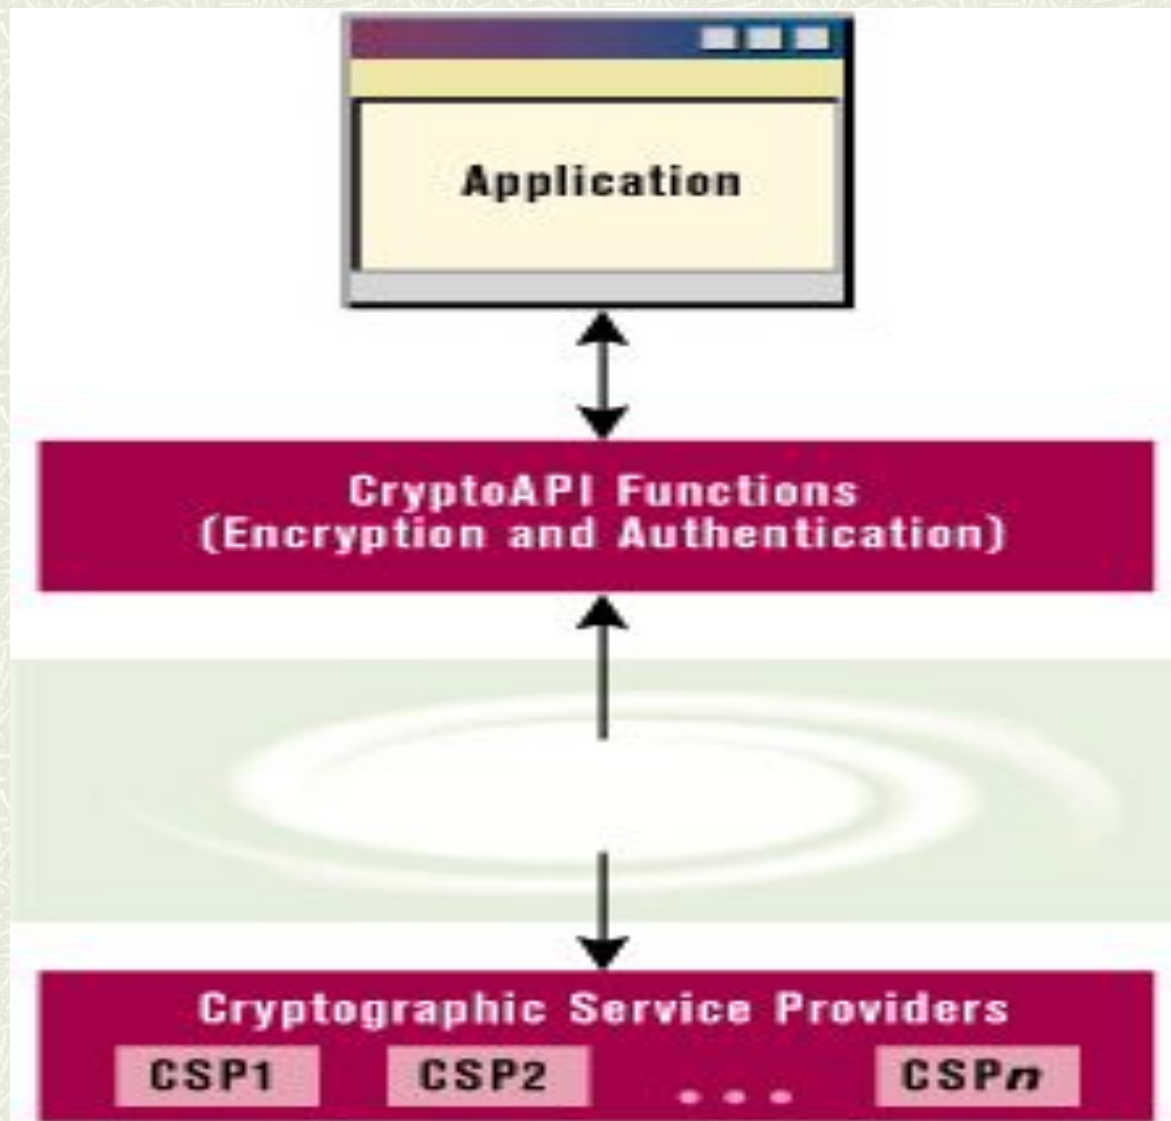 Application
CryptoAPI Functions
(Encryption and Authentication)
Cryptographic Service Providers
CSP1 CSP2 ... CSPn